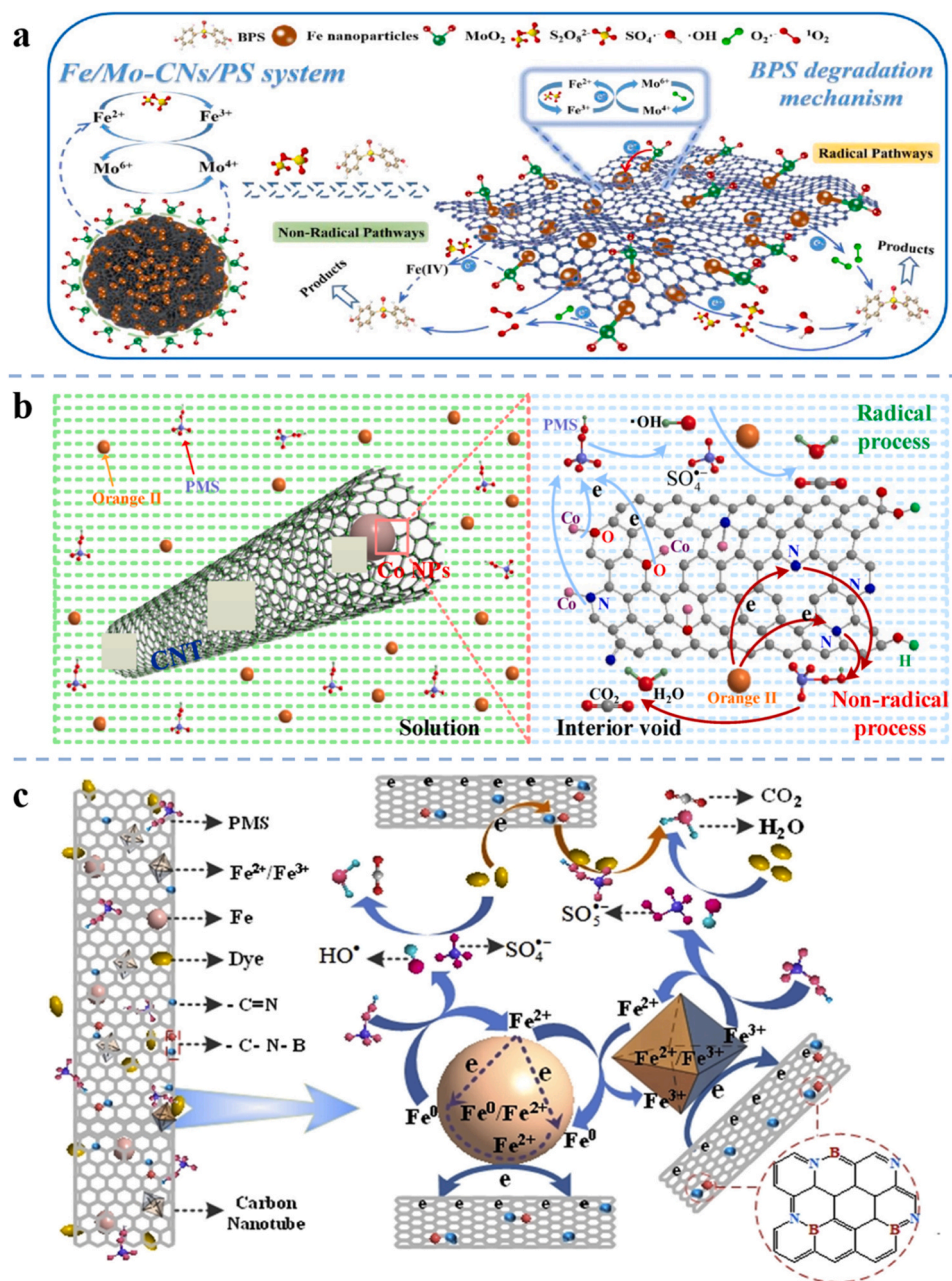 a
BPS Fe nanoparticles MoO₂ S₂O₈²⁻ SO₄·⁻ ·OH O₂·⁻ ¹O₂
Fe/Mo-CNs/PS system
BPS degradation
mechanism
Fe²⁺ Fe³⁺
Mo⁶⁺ Mo⁴⁺
Fe²⁺ Mo⁶⁺
e⁻
Fe³⁺ Mo⁴⁺
Radical Pathways
Non-Radical Pathways
e⁻
e⁻
e⁻
e⁻
e⁻
Fe(IV)
Products
Products
b
Orange II
PMS
Co NPs
CNT
Solution
Radical
process
PMS
·OH
SO₄•⁻
e
e
Co
O
Co
O
Co
N
N
N
N
e
e
H
Orange II
CO₂
H₂O
Non-radical
process
Interior void
c
PMS
Fe²⁺/Fe³⁺
Fe
Dye
- C=N
- C- N- B
Carbon
Nanotube
e e e e e e
e
CO₂
H₂O
SO₅•⁻
HO•
SO₄•⁻
Fe²⁺
Fe²⁺
Fe³⁺
e e
Fe⁰
Fe⁰/Fe²⁺
Fe²⁺
Fe⁰
Fe²⁺/Fe³⁺
Fe³⁺
e
e
e e e e e
e e e e e
B
N N
N
B B